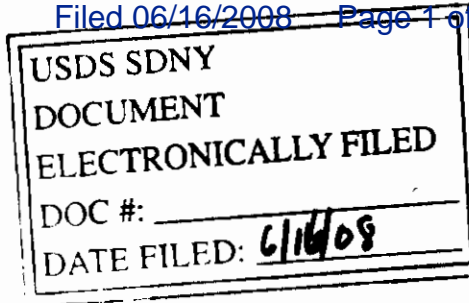 Filed 06/16/2008 Page 1 of
USDS SDNY
DOCUMENT
ELECTRONICALLY FILED
DOC #:
DATE FILED: 6/16/08